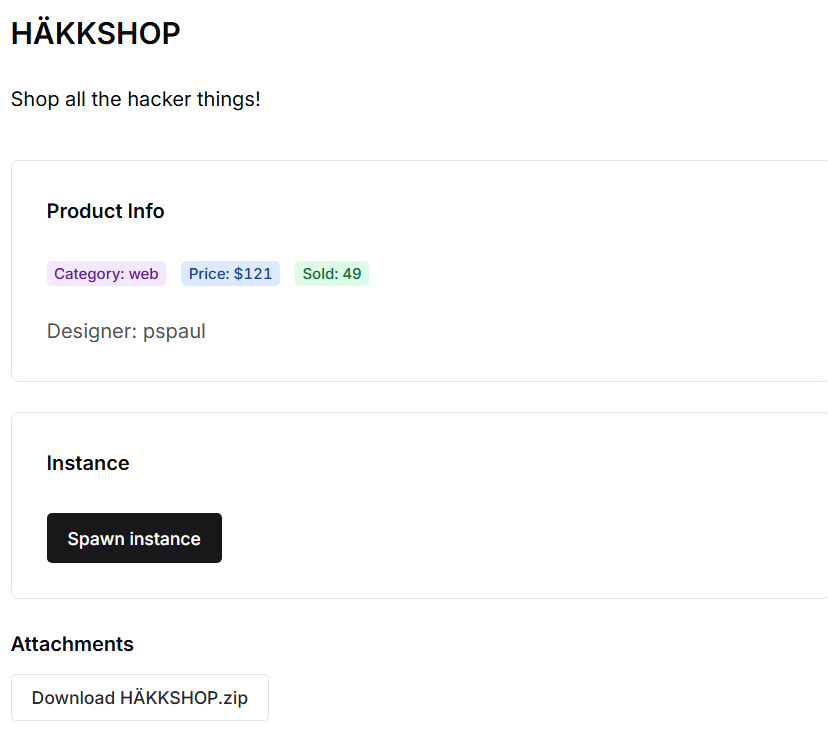 HÄKKSHOP
Shop all the hacker things!
Product Info
Category: web Price: $121 Sold: 49
Designer: pspaul
Instance
Spawn instance
Attachments
Download HÄKKSHOP.zip